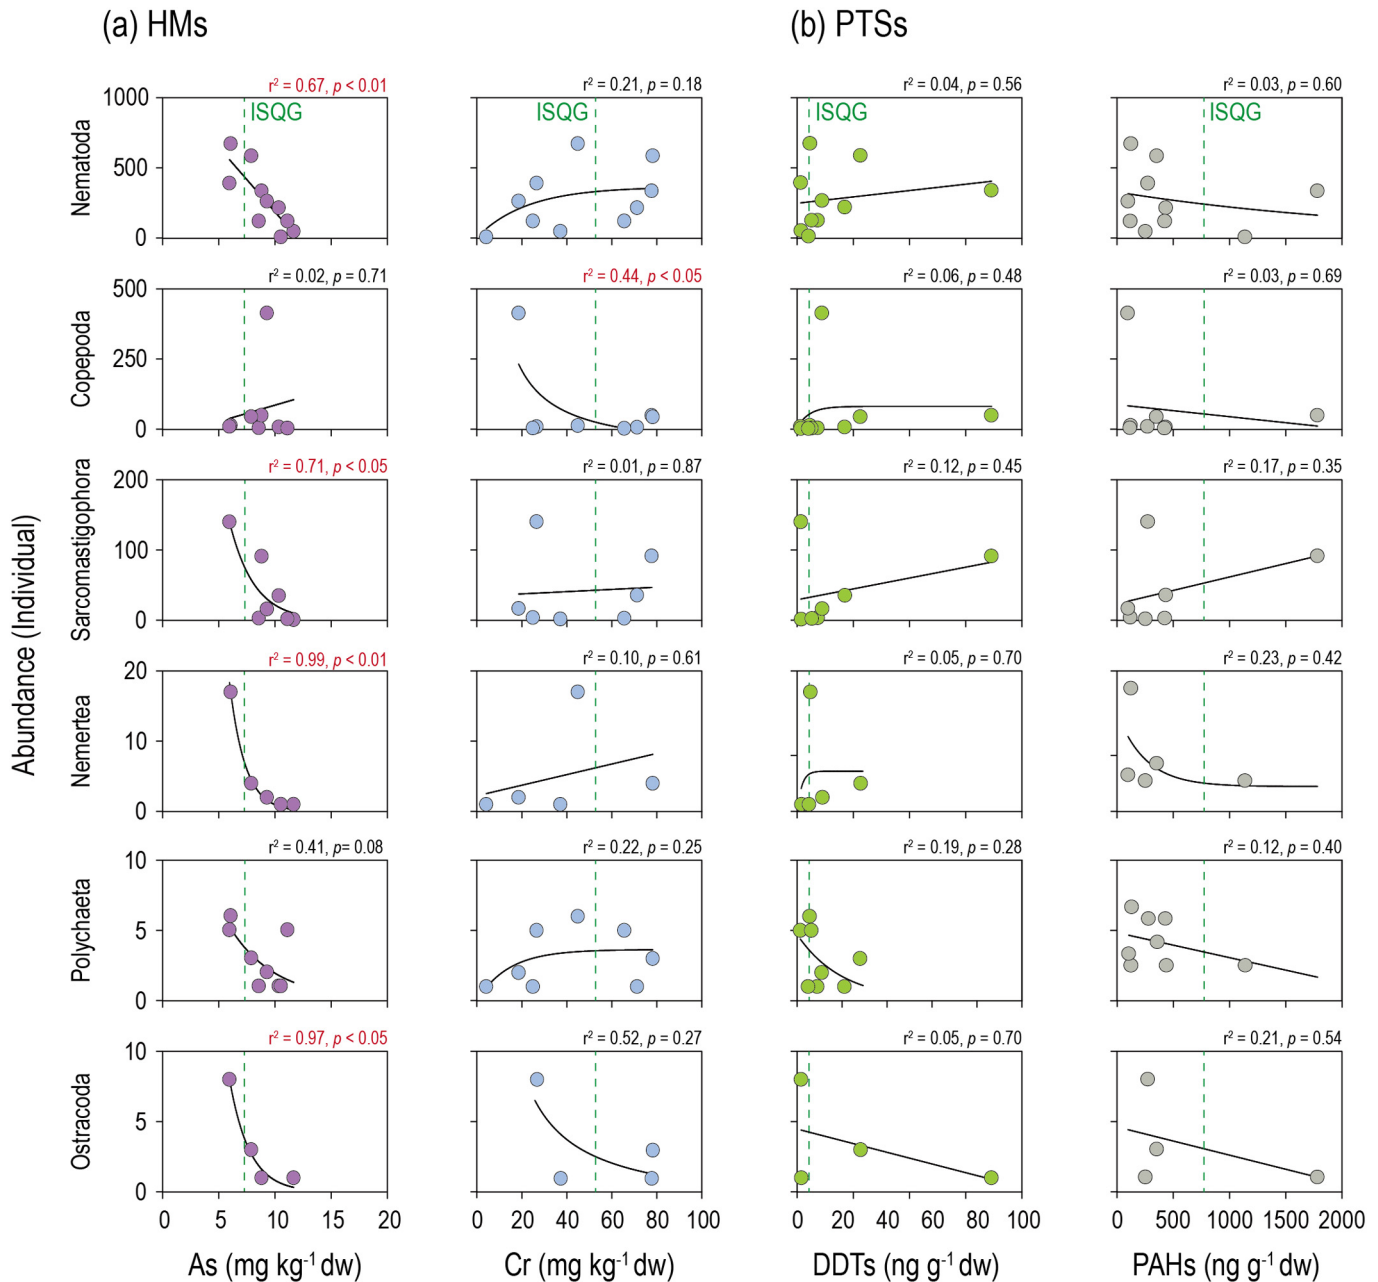 (a) HMs
(b) PTSs
r² = 0.67, p < 0.01
r² = 0.21, p = 0.18
r² = 0.04, p = 0.56
r² = 0.03, p = 0.60
ISQG
ISQG
ISQG
ISQG
Nematoda
1000
500
0
r² = 0.02, p = 0.71
r² = 0.44, p < 0.05
r² = 0.06, p = 0.48
r² = 0.03, p = 0.69
Copepoda
500
250
0
r² = 0.71, p < 0.05
r² = 0.01, p = 0.87
r² = 0.12, p = 0.45
r² = 0.17, p = 0.35
Abundance (Individual)
Sarcomastigophora
200
100
0
r² = 0.99, p < 0.01
r² = 0.10, p = 0.61
r² = 0.05, p = 0.70
r² = 0.23, p = 0.42
Nemertea
20
10
0
r² = 0.41, p= 0.08
r² = 0.22, p = 0.25
r² = 0.19, p = 0.28
r² = 0.12, p = 0.40
Polychaeta
10
5
0
r² = 0.97, p < 0.05
r² = 0.52, p = 0.27
r² = 0.05, p = 0.70
r² = 0.21, p = 0.54
Ostracoda
10
5
0
0 5 10 15 20
0 20 40 60 80 100
0 20 40 60 80 100
0 500 1000 1500 2000
As (mg kg⁻¹ dw)
Cr (mg kg⁻¹ dw)
DDTs (ng g⁻¹ dw)
PAHs (ng g⁻¹ dw)